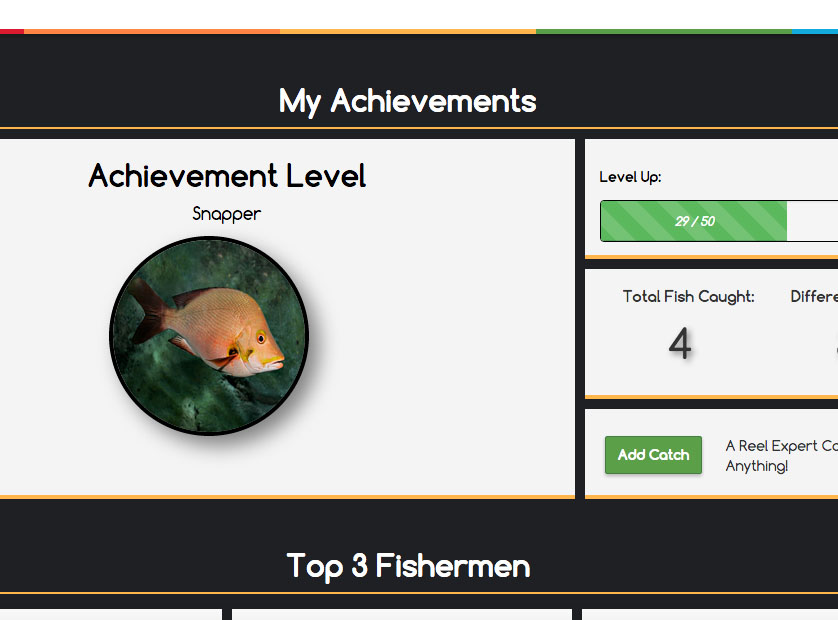 My Achievements
Achievement Level
Snapper
Level Up:
29 / 50
Total Fish Caught:
4
Add Catch
A Reel Expert
Anything!
Top 3 Fishermen